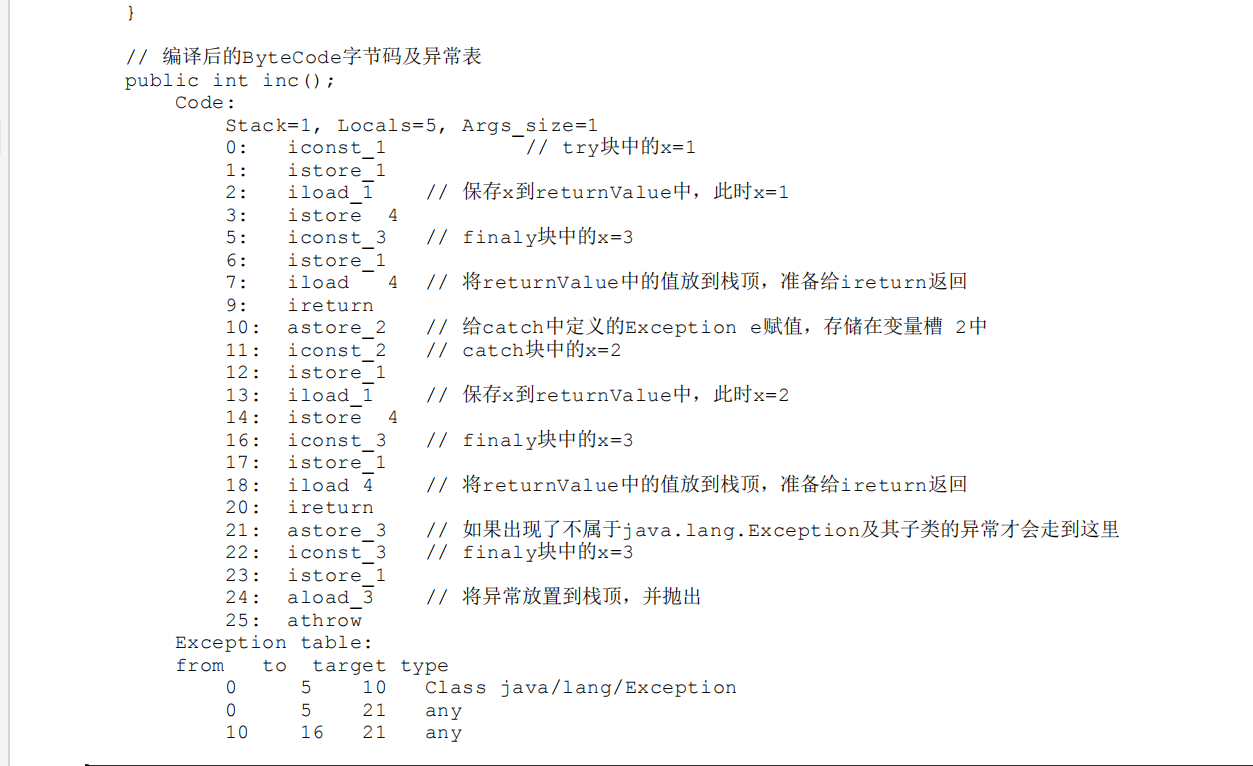 }
// 编译后的ByteCode字节码及异常表
public int inc();
Code:
Stack=1, Locals=5, Args_size=1
0: iconst_1 // try块中的x=1
1: istore_1
2: iload_1 // 保存x到returnValue中，此时x=1
3: istore 4
5: iconst_3 // finaly块中的x=3
6: istore_1
7: iload 4 // 将returnValue中的值放到栈顶，准备给ireturn返回
9: ireturn
10: astore_2 // 给catch中定义的Exception e赋值，存储在变量槽 2中
11: iconst_2 // catch块中的x=2
12: istore_1
13: iload_1 // 保存x到returnValue中，此时x=2
14: istore 4
16: iconst_3 // finaly块中的x=3
17: istore_1
18: iload 4 // 将returnValue中的值放到栈顶，准备给ireturn返回
20: ireturn
21: astore_3 // 如果出现了不属于java.lang.Exception及其子类的异常才会走到这里
22: iconst_3 // finaly块中的x=3
23: istore_1
24: aload_3 // 将异常放置到栈顶，并抛出
25: athrow
Exception table:
from to target type
0 5 10 Class java/lang/Exception
0 5 21 any
10 16 21 any